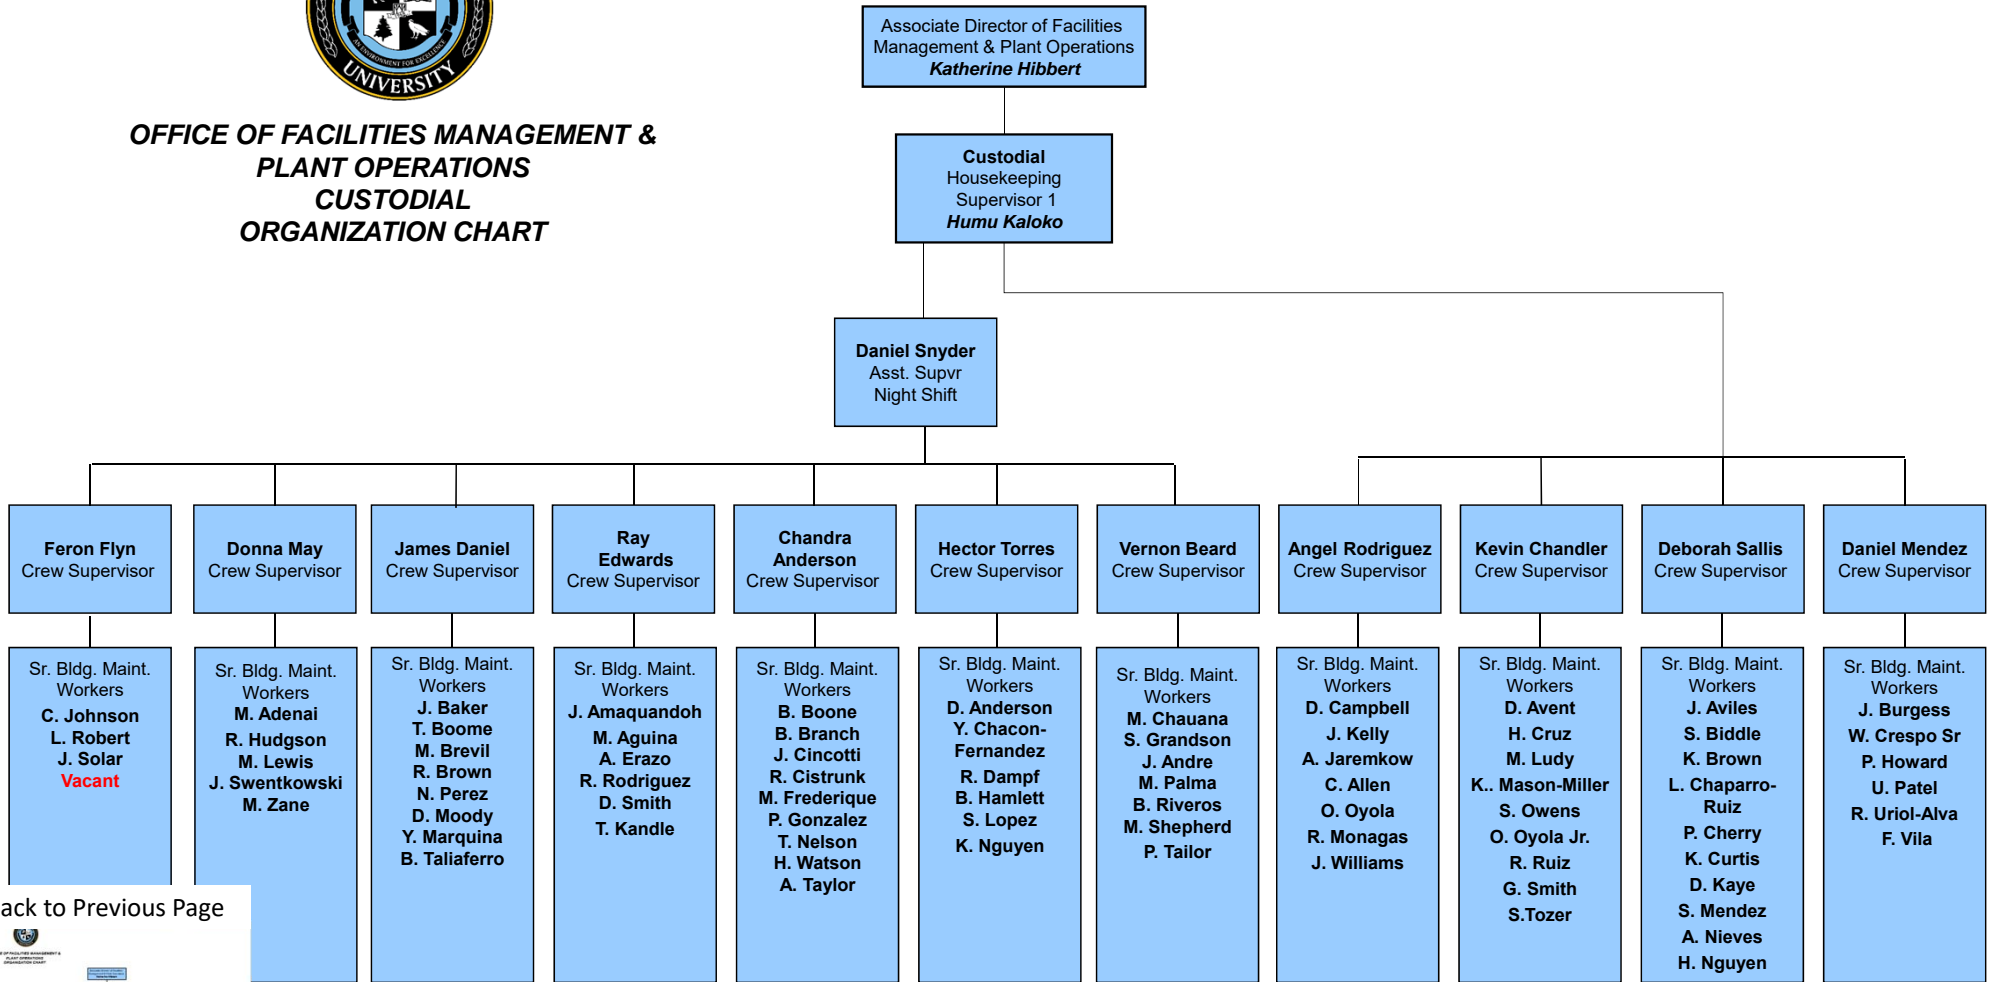 AN ENVIRONMENT FOR EXCELLENCE
UNIVERSITY
OFFICE OF FACILITIES MANAGEMENT &
PLANT OPERATIONS
CUSTODIAL
ORGANIZATION CHART
Associate Director of Facilities
Management & Plant Operations
Katherine Hibbert
Custodial
Housekeeping
Supervisor 1
Humu Kaloko
Daniel Snyder
Asst. Supvr
Night Shift
Feron Flyn
Crew Supervisor
Donna May
Crew Supervisor
James Daniel
Crew Supervisor
Ray
Edwards
Crew Supervisor
Chandra
Anderson
Crew Supervisor
Hector Torres
Crew Supervisor
Vernon Beard
Crew Supervisor
Angel Rodriguez
Crew Supervisor
Kevin Chandler
Crew Supervisor
Deborah Sallis
Crew Supervisor
Daniel Mendez
Crew Supervisor
Sr. Bldg. Maint.
Workers
C. Johnson
L. Robert
J. Solar
Vacant
Sr. Bldg. Maint.
Workers
M. Adenai
R. Hudgson
M. Lewis
J. Swentkowski
M. Zane
Sr. Bldg. Maint.
Workers
J. Baker
T. Boome
M. Brevil
R. Brown
N. Perez
D. Moody
Y. Marquina
B. Taliaferro
Sr. Bldg. Maint.
Workers
J. Amaquandoh
M. Aguina
A. Erazo
R. Rodriguez
D. Smith
T. Kandle
Sr. Bldg. Maint.
Workers
B. Boone
B. Branch
J. Cincotti
R. Cistrunk
M. Frederique
P. Gonzalez
T. Nelson
H. Watson
A. Taylor
Sr. Bldg. Maint.
Workers
D. Anderson
Y. Chacon-
Fernandez
R. Dampf
B. Hamlett
S. Lopez
K. Nguyen
Sr. Bldg. Maint.
Workers
M. Chauana
S. Grandson
J. Andre
M. Palma
B. Riveros
M. Shepherd
P. Tailor
Sr. Bldg. Maint.
Workers
D. Campbell
J. Kelly
A. Jaremkow
C. Allen
O. Oyola
R. Monagas
J. Williams
Sr. Bldg. Maint.
Workers
D. Avent
H. Cruz
M. Ludy
K.. Mason-Miller
S. Owens
O. Oyola Jr.
R. Ruiz
G. Smith
S.Tozer
Sr. Bldg. Maint.
Workers
J. Aviles
S. Biddle
K. Brown
L. Chaparro-
Ruiz
P. Cherry
K. Curtis
D. Kaye
S. Mendez
A. Nieves
H. Nguyen
Sr. Bldg. Maint.
Workers
J. Burgess
W. Crespo Sr
P. Howard
U. Patel
R. Uriol-Alva
F. Vila
ack to Previous Page